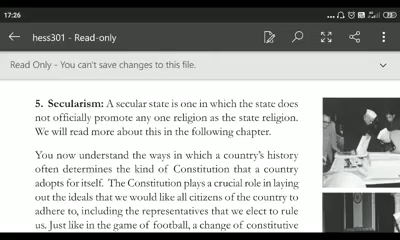 17:26
79
hess301 - Read-only
Read Only - You can't save changes to this file.
5. Secularism: A secular state is one in which the state does
not officially promote any one religion as the state religion.
We will read more about this in the following chapter.
You now understand the ways in which a country's history
often determines the kind of Constitution that a country
adopts for itself. The Constitution plays a crucial role in laying
out the ideals that we would like all citizens of the country to
adhere to, including the representatives that we elect to rule
us. Just like in the game of football, a change of constitutive